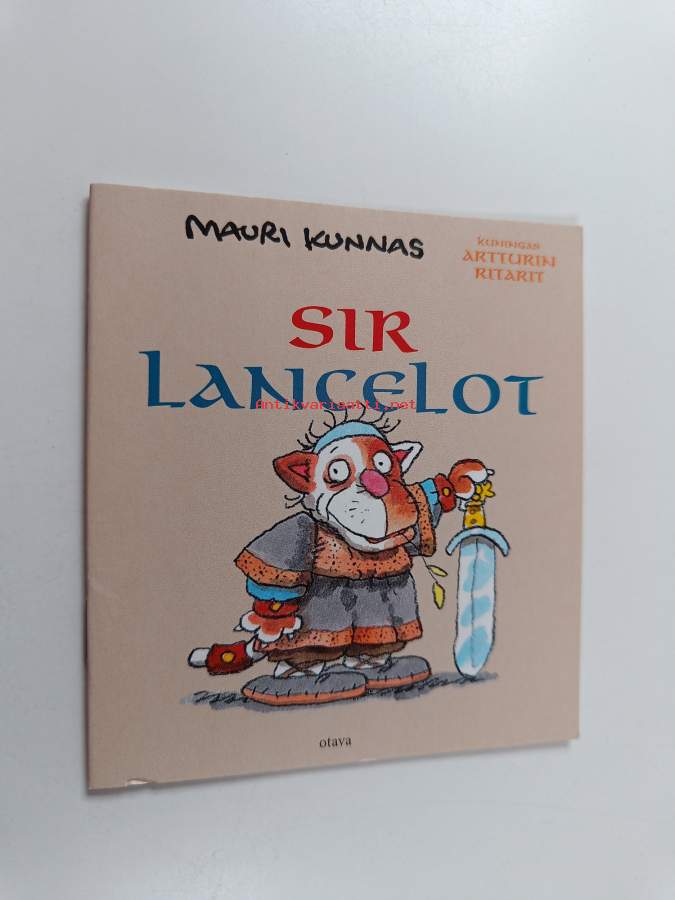 MAURI KUNNAS
KUNINGAS
ARTTURIN
RITARIT
SIR
LANCELOT
Antikvariaatti.net
otava